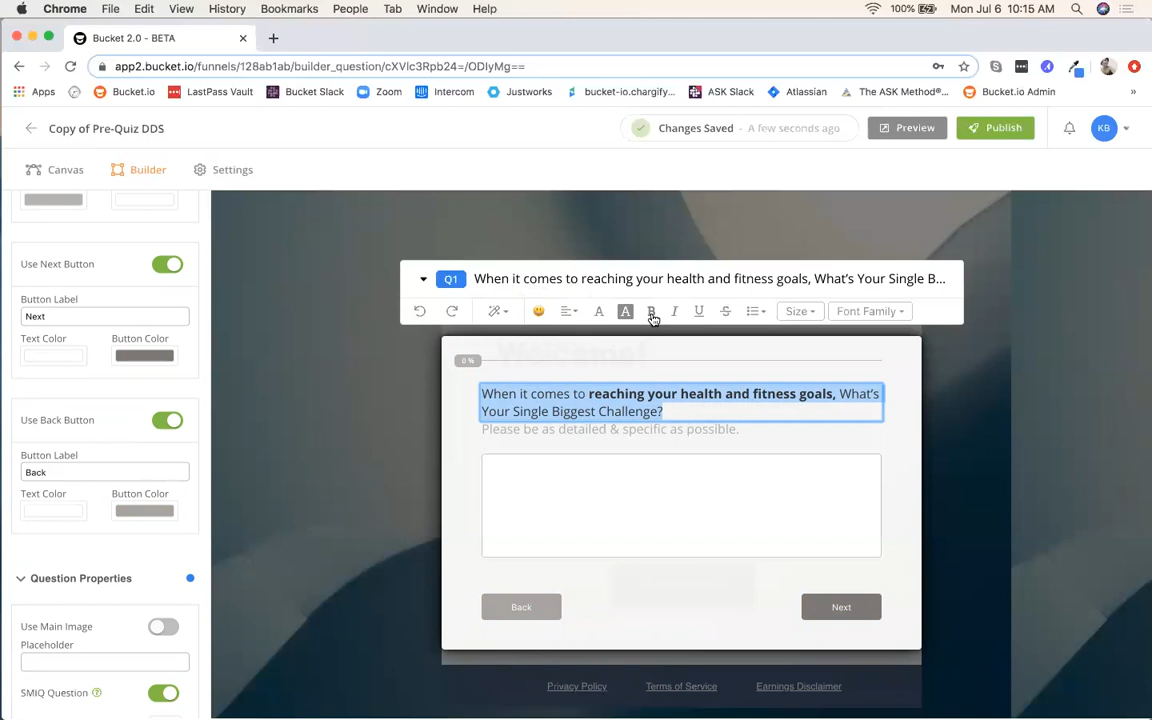 Chrome File Edit View History Bookmarks People Tab Window Help 100% Mon Jul 6 10:15 AM
Bucket 2.0 - BETA
app2.bucket.io/funnels/128ab1ab/builder_question/cXVlc3Rpb24=/ODIyMg==
Apps Bucket.io LastPass Vault Bucket Slack Zoom Intercom Justworks bucket-io.chargify... ASK Slack Atlassian The ASK Method®... Bucket.io Admin »
Copy of Pre-Quiz DDS Changes Saved - A few seconds ago Preview Publish KB
Canvas Builder Settings
Use Next Button
Button Label
Next
Text Color Button Color
Use Back Button
Button Label
Back
Text Color Button Color
Question Properties
Use Main Image
Placeholder
SMiQ Question
Q1 When it comes to reaching your health and fitness goals, What's Your Single B...
A A B I U S Size Font Family
Welcome!
0 %
When it comes to reaching your health and fitness goals, What's
Your Single Biggest Challenge?
Please be as detailed & specific as possible.
Back Next
Privacy Policy Terms of Service Earnings Disclaimer